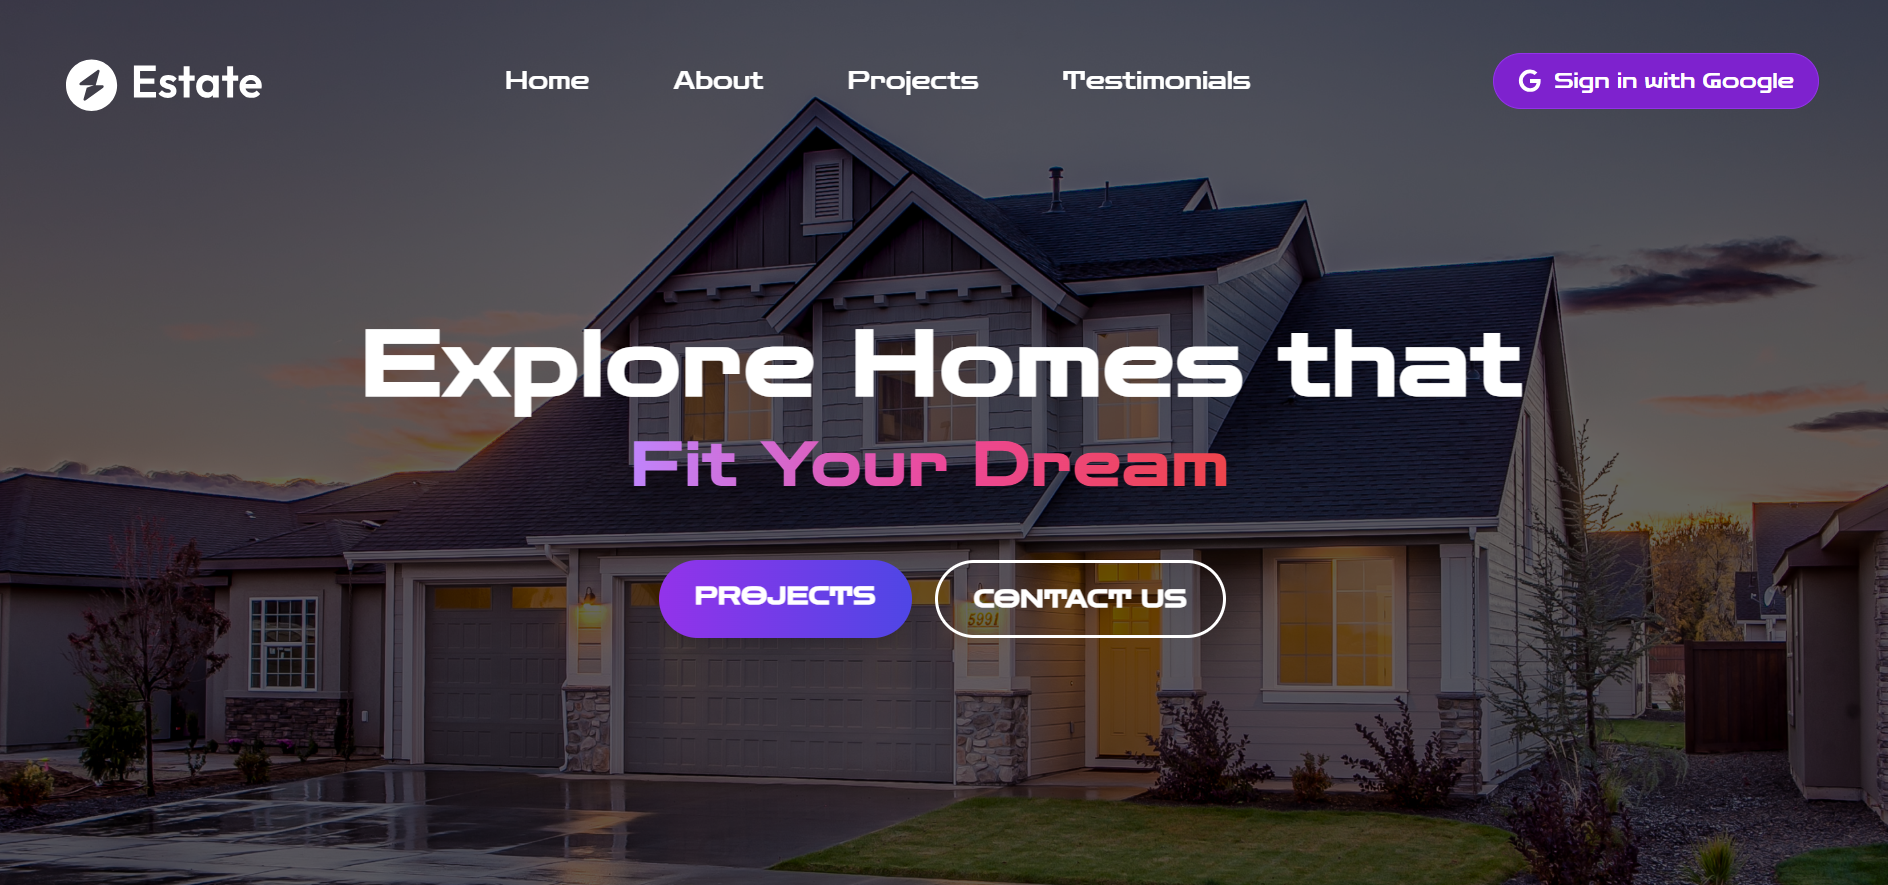 Estate
Home About Projects Testimonials
Sign in with Google
Explore Homes that
Fit Your Dream
PROJECTS
CONTACT US
5991